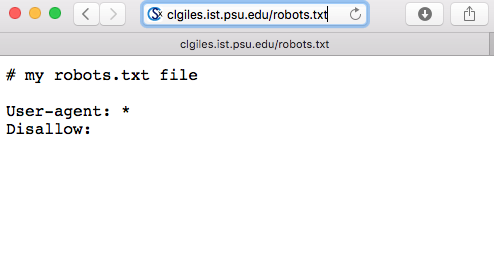 clgiles.ist.psu.edu/robots.txt
clgiles.ist.psu.edu/robots.txt
# my robots.txt file
User-agent: *
Disallow: